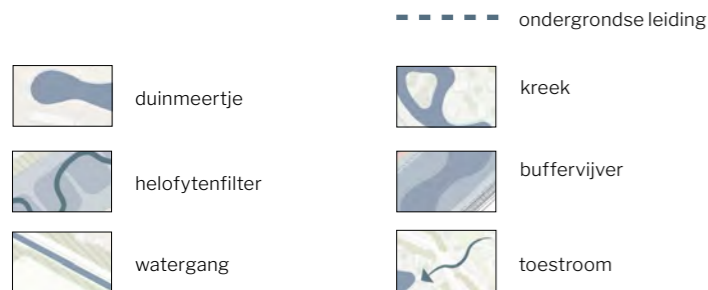 ondergrondse leiding
duinmeertje
kreek
helofytenfilter
buffervijver
watergang
toestroom